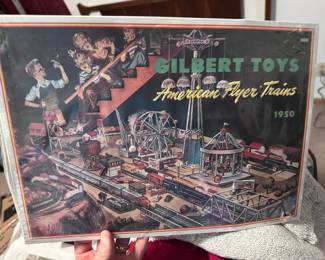 GILBERT TOYS
American Flyer Trains
1950